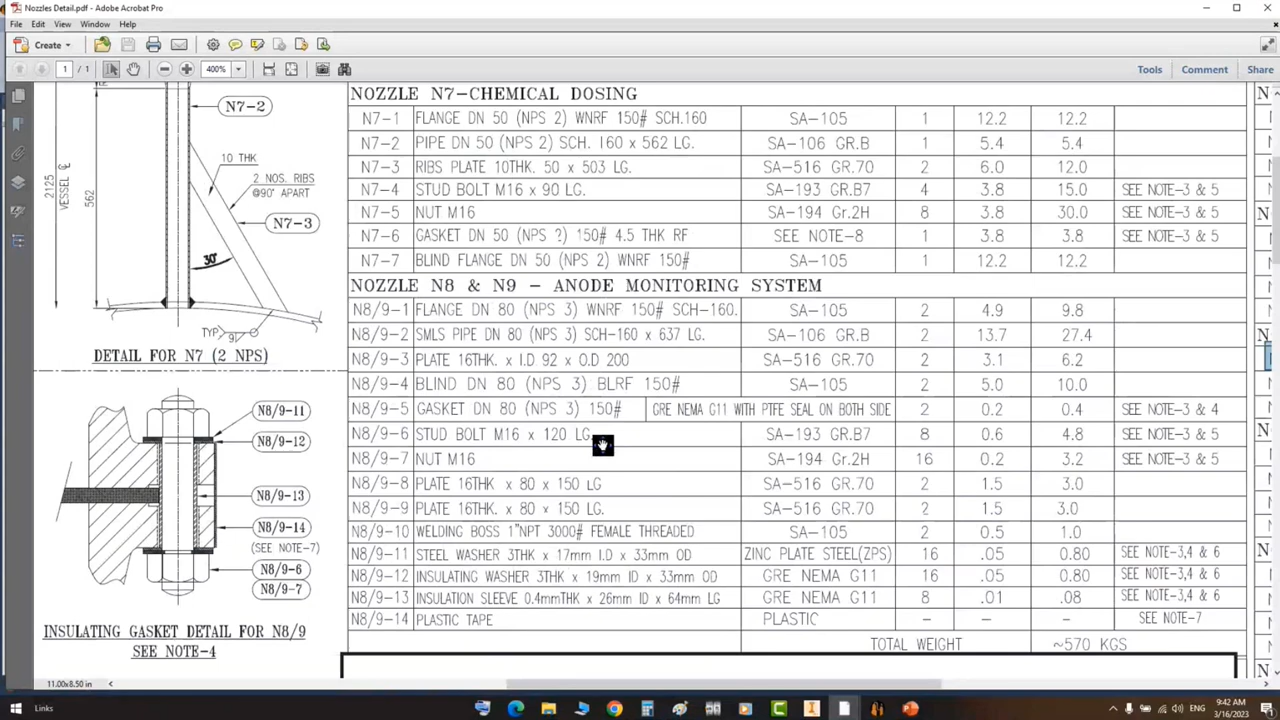 Nozzles Detail.pdf - Adobe Acrobat Pro
File Edit View Window Help
Create
1 / 1 400% Tools Comment Share
NOZZLE N7-CHEMICAL DOSING
N7-1 FLANGE DN 50 (NPS 2) WNRF 150# SCH.160 SA-105 1 12.2 12.2
N7-2 PIPE DN 50 (NPS 2) SCH. 160 x 562 LG. SA-106 GR.B 1 5.4 5.4
N7-3 RIBS PLATE 10THK. 50 x 503 LG. SA-516 GR.70 2 6.0 12.0
N7-4 STUD BOLT M16 x 90 LG. SA-193 GR.B7 4 3.8 15.0 SEE NOTE-3 & 5
N7-5 NUT M16 SA-194 Gr.2H 8 3.8 30.0 SEE NOTE-3 & 5
N7-6 GASKET DN 50 (NPS 2) 150# 4.5 THK RF SEE NOTE-8 1 3.8 3.8 SEE NOTE-3 & 5
N7-7 BLIND FLANGE DN 50 (NPS 2) WNRF 150# SA-105 1 12.2 12.2
NOZZLE N8 & N9 - ANODE MONITORING SYSTEM
N8/9-1 FLANGE DN 80 (NPS 3) WNRF 150# SCH-160. SA-105 2 4.9 9.8
N8/9-2 SMLS PIPE DN 80 (NPS 3) SCH-160 x 637 LG. SA-106 GR.B 2 13.7 27.4
N8/9-3 PLATE 16THK. x I.D 92 x O.D 200 SA-516 GR.70 2 3.1 6.2
N8/9-4 BLIND DN 80 (NPS 3) BLRF 150# SA-105 2 5.0 10.0
N8/9-5 GASKET DN 80 (NPS 3) 150# GRE NEMA G11 WITH PTFE SEAL ON BOTH SIDE 2 0.2 0.4 SEE NOTE-3 & 4
N8/9-6 STUD BOLT M16 x 120 LG. SA-193 GR.B7 8 0.6 4.8 SEE NOTE-3 & 5
N8/9-7 NUT M16 SA-194 Gr.2H 16 0.2 3.2 SEE NOTE-3 & 5
N8/9-8 PLATE 16THK x 80 x 150 LG SA-516 GR.70 2 1.5 3.0
N8/9-9 PLATE 16THK. x 80 x 150 LG. SA-516 GR.70 2 1.5 3.0
N8/9-10 WELDING BOSS 1"NPT 3000# FEMALE THREADED SA-105 2 0.5 1.0
N8/9-11 STEEL WASHER 3THK x 17mm I.D x 33mm OD ZINC PLATE STEEL(ZPS) 16 .05 0.80 SEE NOTE-3,4 & 6
N8/9-12 INSULATING WASHER 3THK x 19mm ID x 33mm OD GRE NEMA G11 16 .05 0.80 SEE NOTE-3,4 & 6
N8/9-13 INSULATION SLEEVE 0.4mmTHK x 26mm ID x 64mm LG GRE NEMA G11 8 .01 .08 SEE NOTE-3,4 & 6
N8/9-14 PLASTIC TAPE PLASTIC - - - SEE NOTE-7
TOTAL WEIGHT ~570 KGS
N7-2
10 THK
2 NOS. RIBS
@90° APART
2125
VESSEL ℄
562
N7-3
30°
TYP
9
DETAIL FOR N7 (2 NPS)
N8/9-11
N8/9-12
N8/9-13
N8/9-14
(SEE NOTE-7)
N8/9-6
N8/9-7
INSULATING GASKET DETAIL FOR N8/9
SEE NOTE-4
11.00x8.50 in
Links
ENG
9:42 AM
3/16/2023